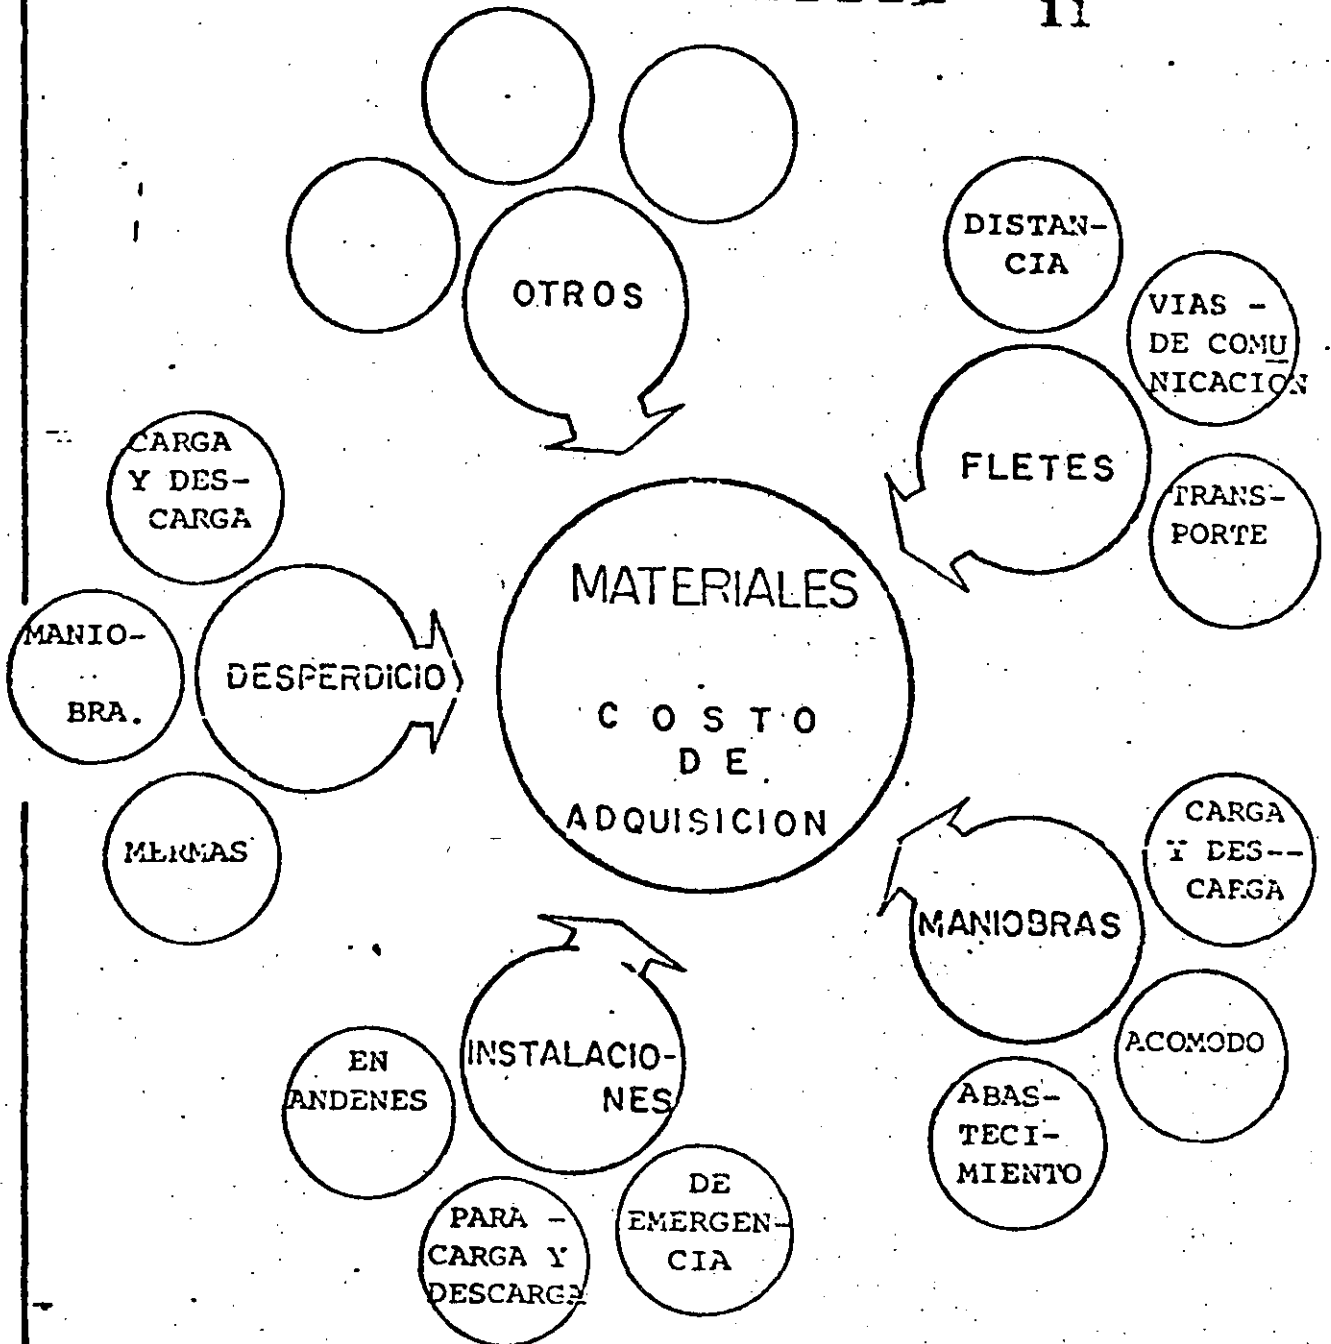 11
OTROS
DISTAN-
CIA
VIAS -
DE COMU
NICACION
FLETES
TRANS-
PORTE
CARGA
Y DES-
CARGA
MANIO-
BRA.
DESPERDICIO
MERMAS
MATERIALES
C O S T O
D E
ADQUISICION
CARGA
Y DES--
CARGA
MANIOBRAS
ACOMODO
ABAS-
TECI-
MIENTO
INSTALACIO-
NES
EN
ANDENES
PARA -
CARGA Y
DESCARGA
DE
EMERGEN-
CIA